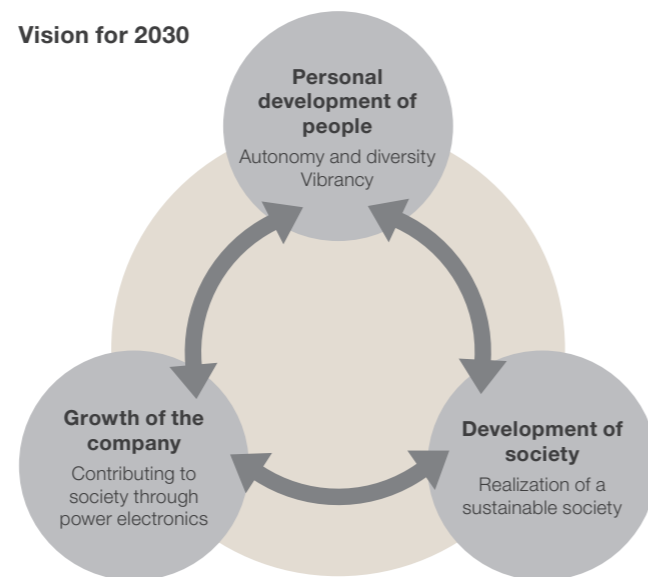 Vision for 2030
Personal
development of
people
Autonomy and diversity
Vibrancy
Growth of the
company
Contributing to
society through
power electronics
Development of
society
Realization of a
sustainable society